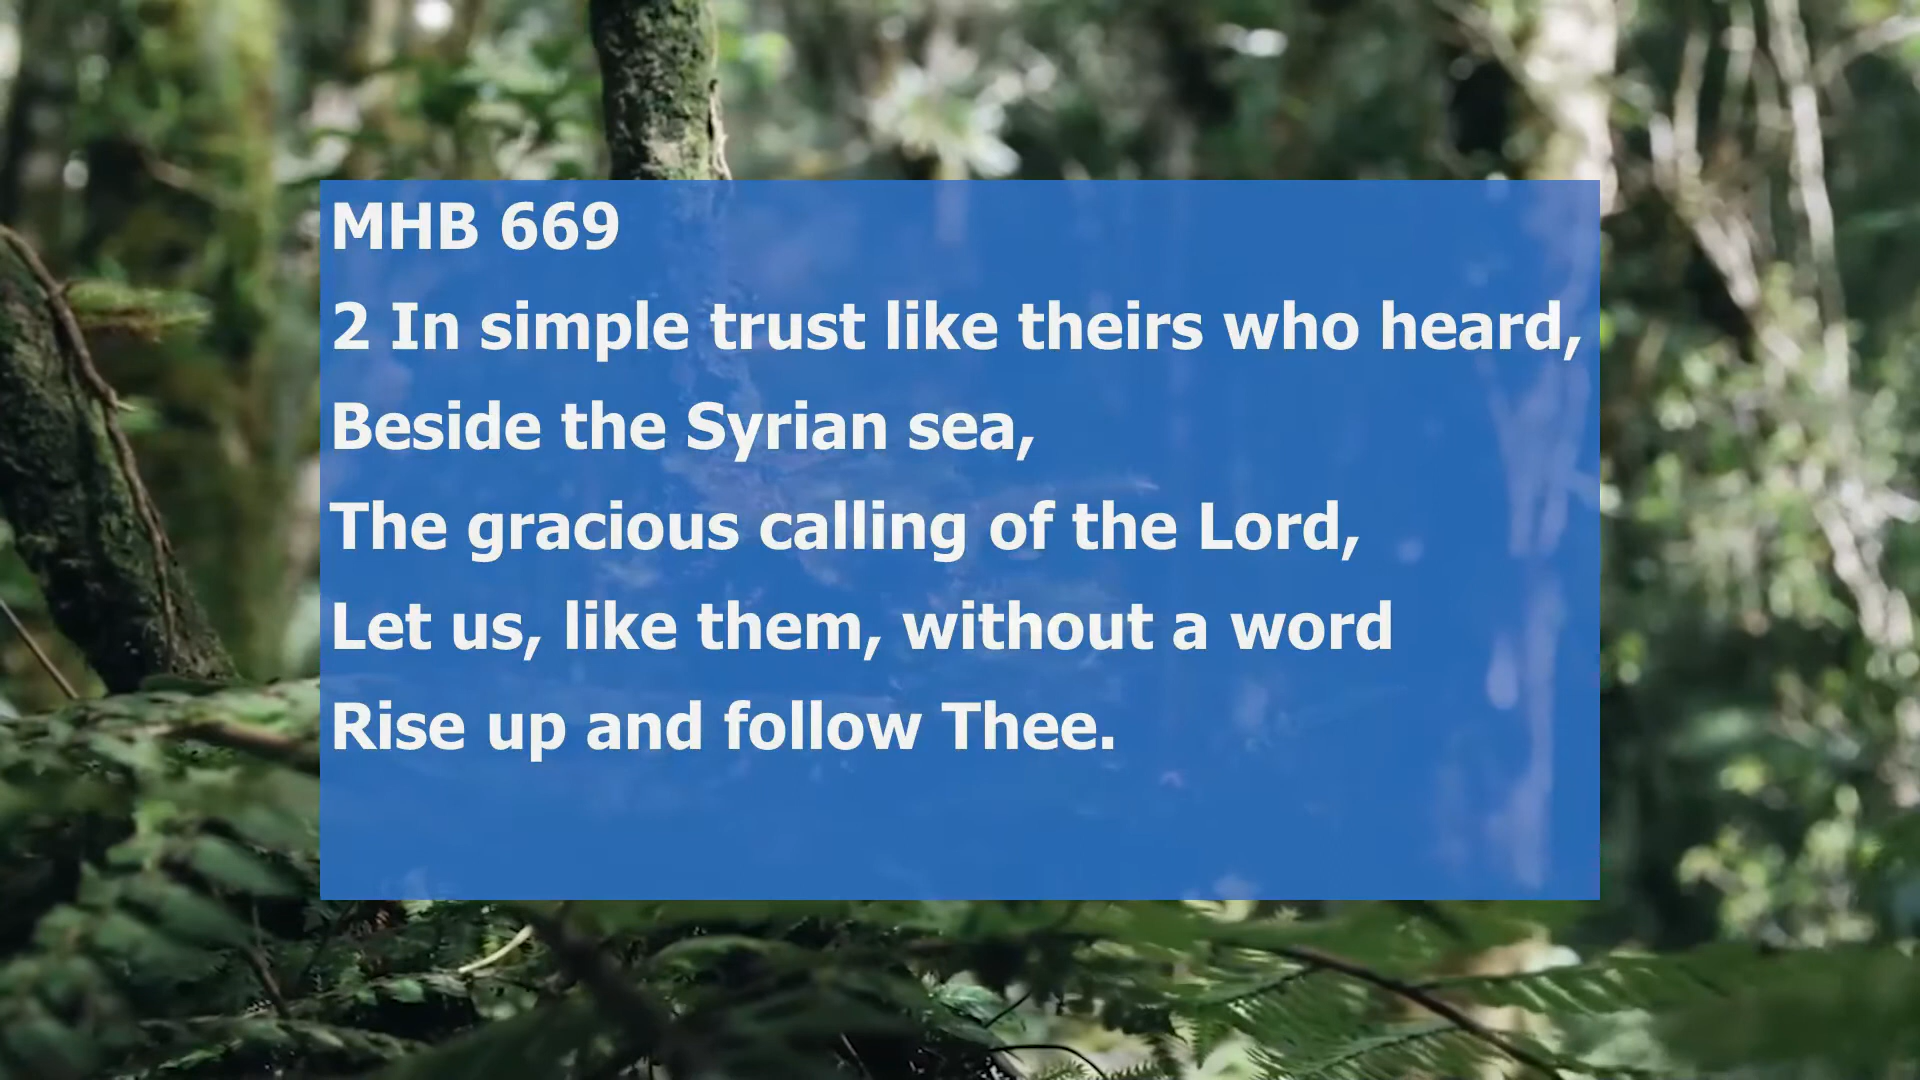 MHB 669
2 In simple trust like theirs who heard,
Beside the Syrian sea,
The gracious calling of the Lord,
Let us, like them, without a word
Rise up and follow Thee.